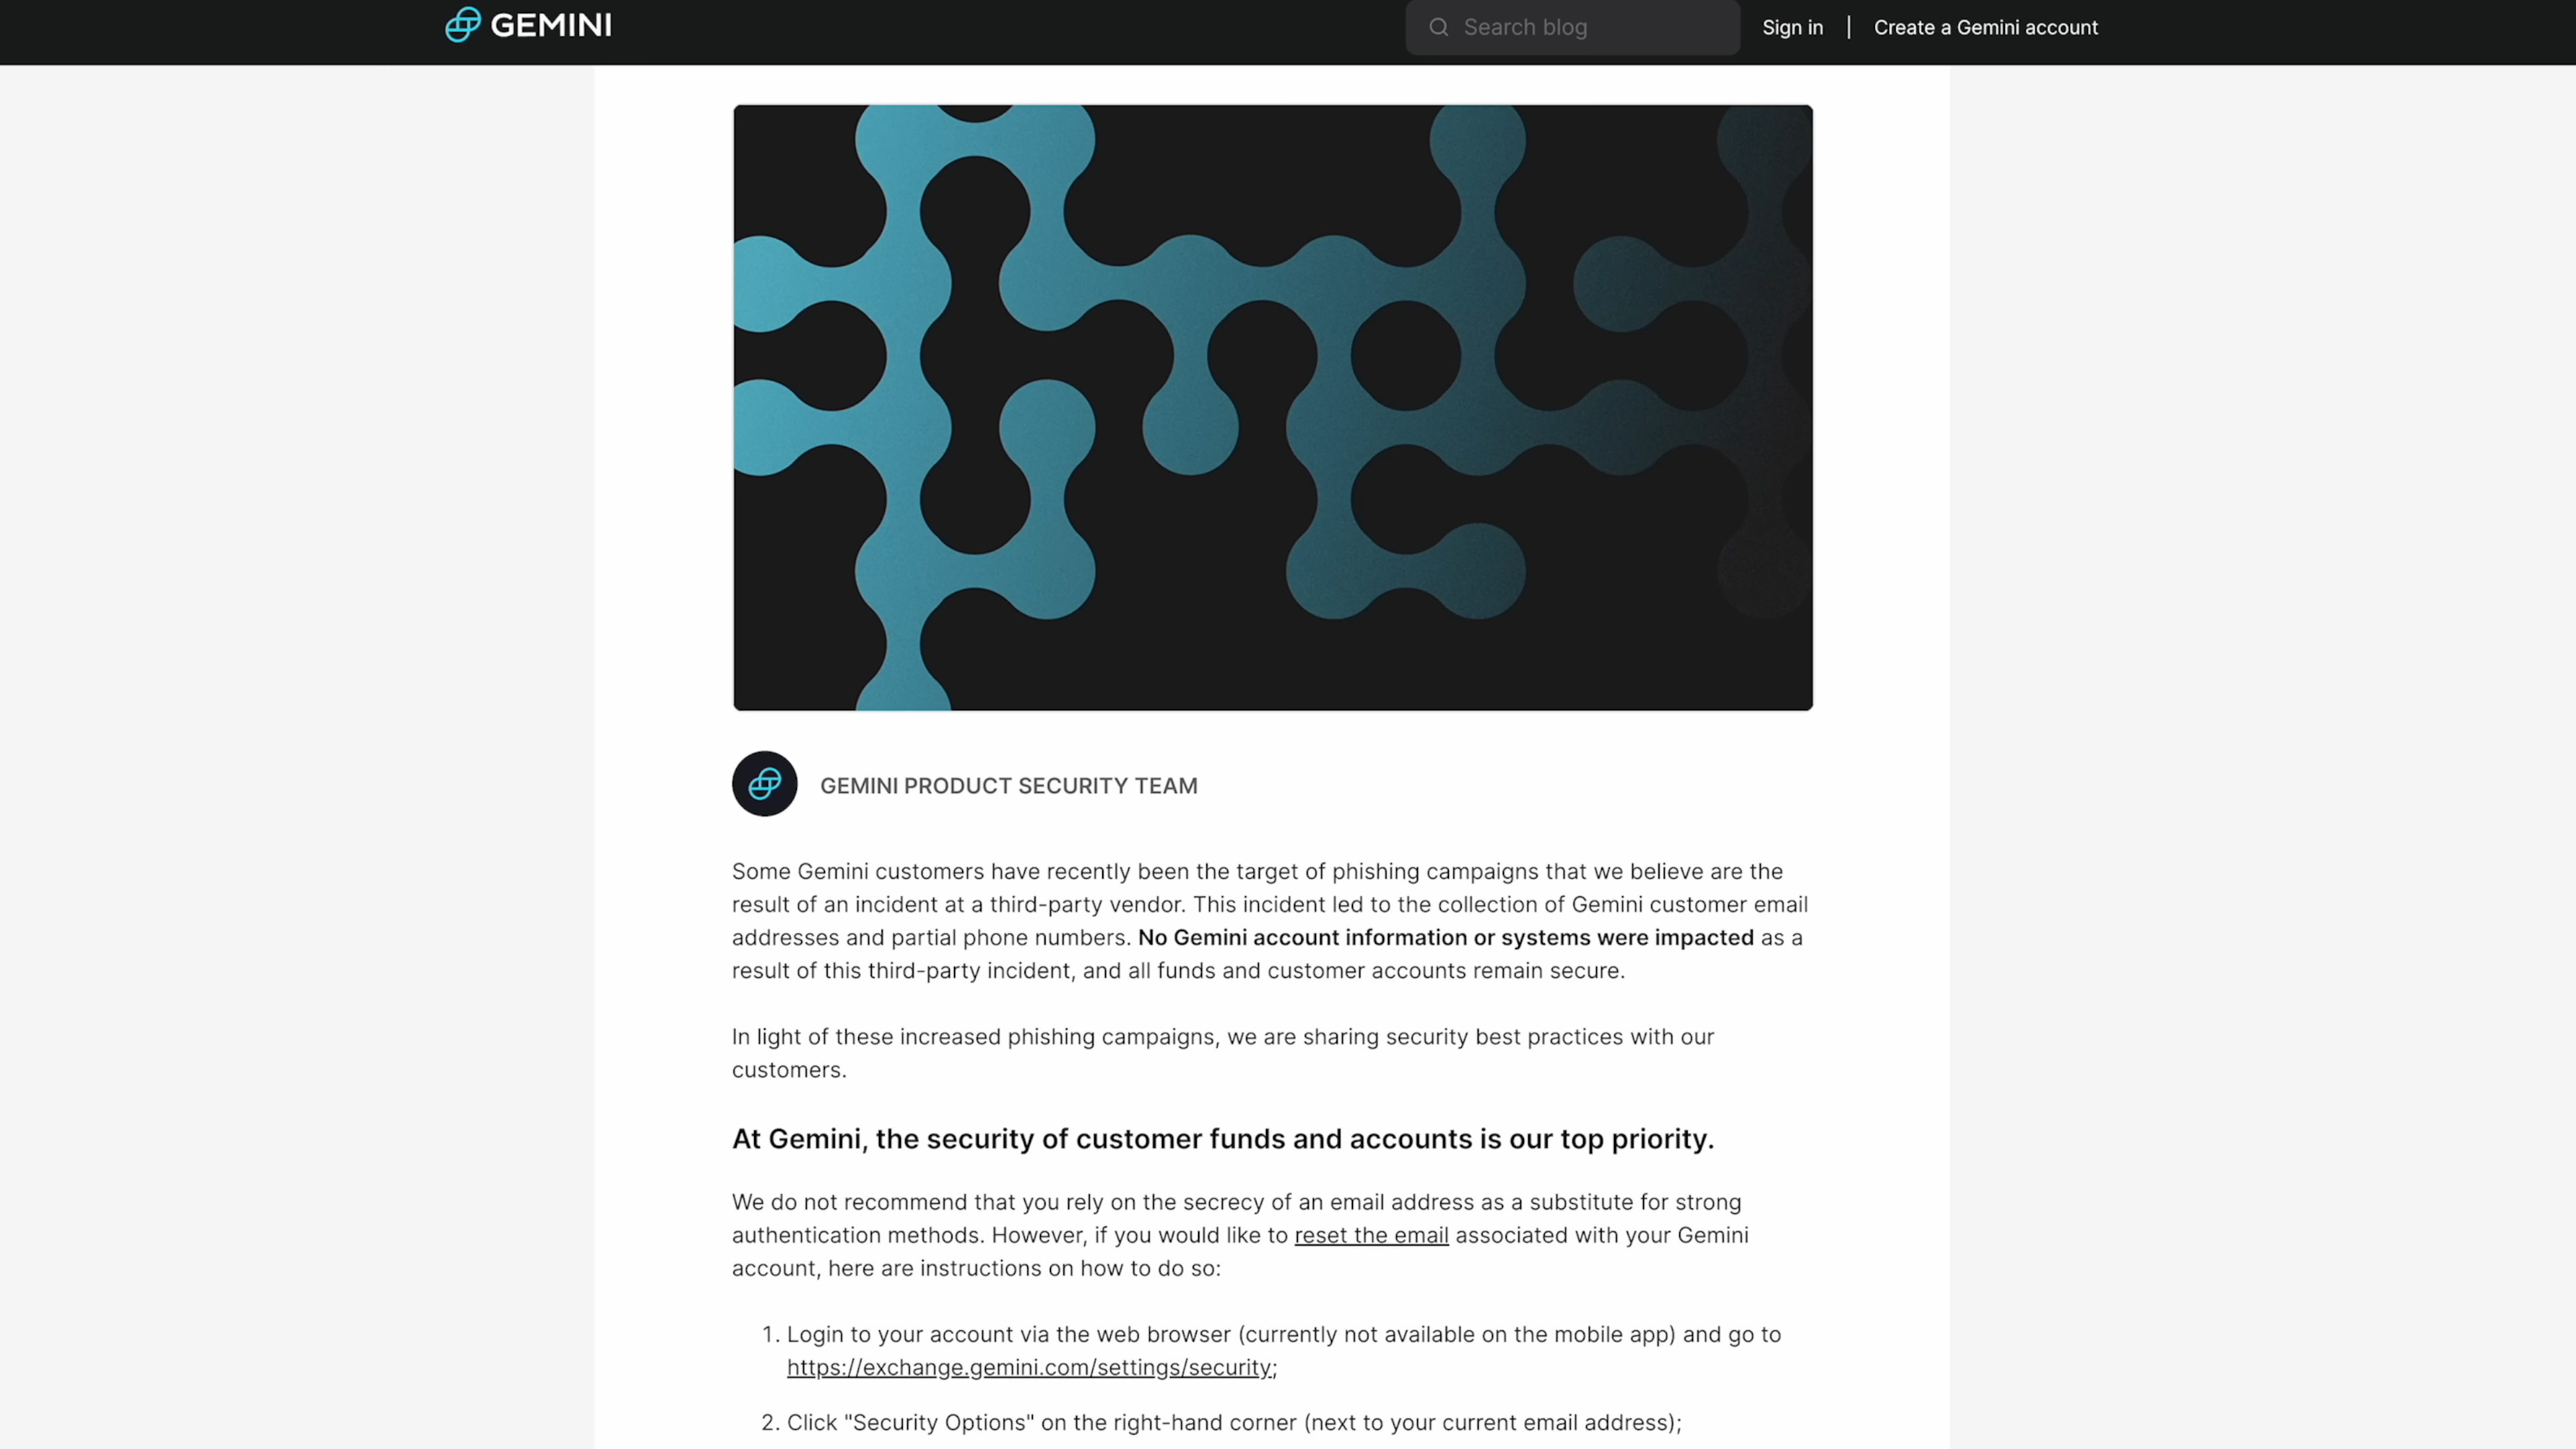 GEMINI
Search blog
Sign in | Create a Gemini account
GEMINI PRODUCT SECURITY TEAM
Some Gemini customers have recently been the target of phishing campaigns that we believe are the
result of an incident at a third-party vendor. This incident led to the collection of Gemini customer email
addresses and partial phone numbers. No Gemini account information or systems were impacted as a
result of this third-party incident, and all funds and customer accounts remain secure.
In light of these increased phishing campaigns, we are sharing security best practices with our
customers.
At Gemini, the security of customer funds and accounts is our top priority.
We do not recommend that you rely on the secrecy of an email address as a substitute for strong
authentication methods. However, if you would like to reset the email associated with your Gemini
account, here are instructions on how to do so:
1. Login to your account via the web browser (currently not available on the mobile app) and go to
https://exchange.gemini.com/settings/security;
2. Click "Security Options" on the right-hand corner (next to your current email address);